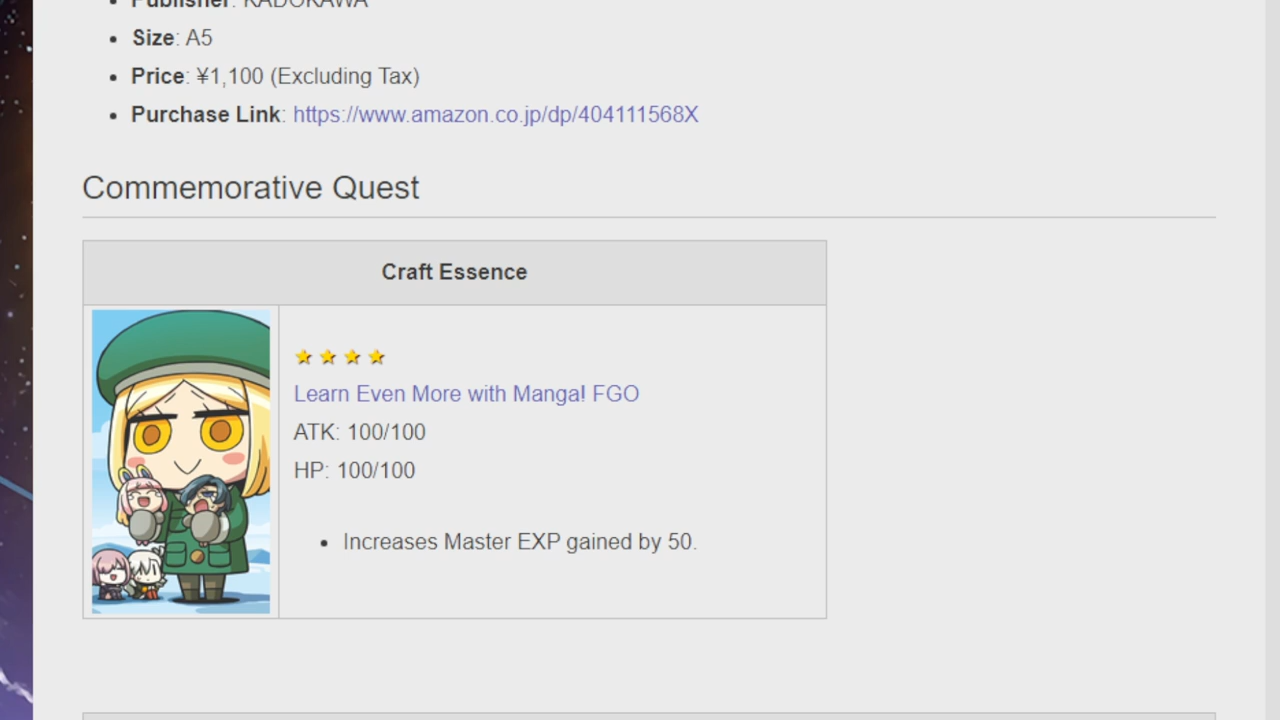 Publisher: KADOKAWA
Size: A5
Price: ¥1,100 (Excluding Tax)
Purchase Link: https://www.amazon.co.jp/dp/404111568X
Commemorative Quest
Craft Essence
Learn Even More with Manga! FGO
ATK: 100/100
HP: 100/100
Increases Master EXP gained by 50.